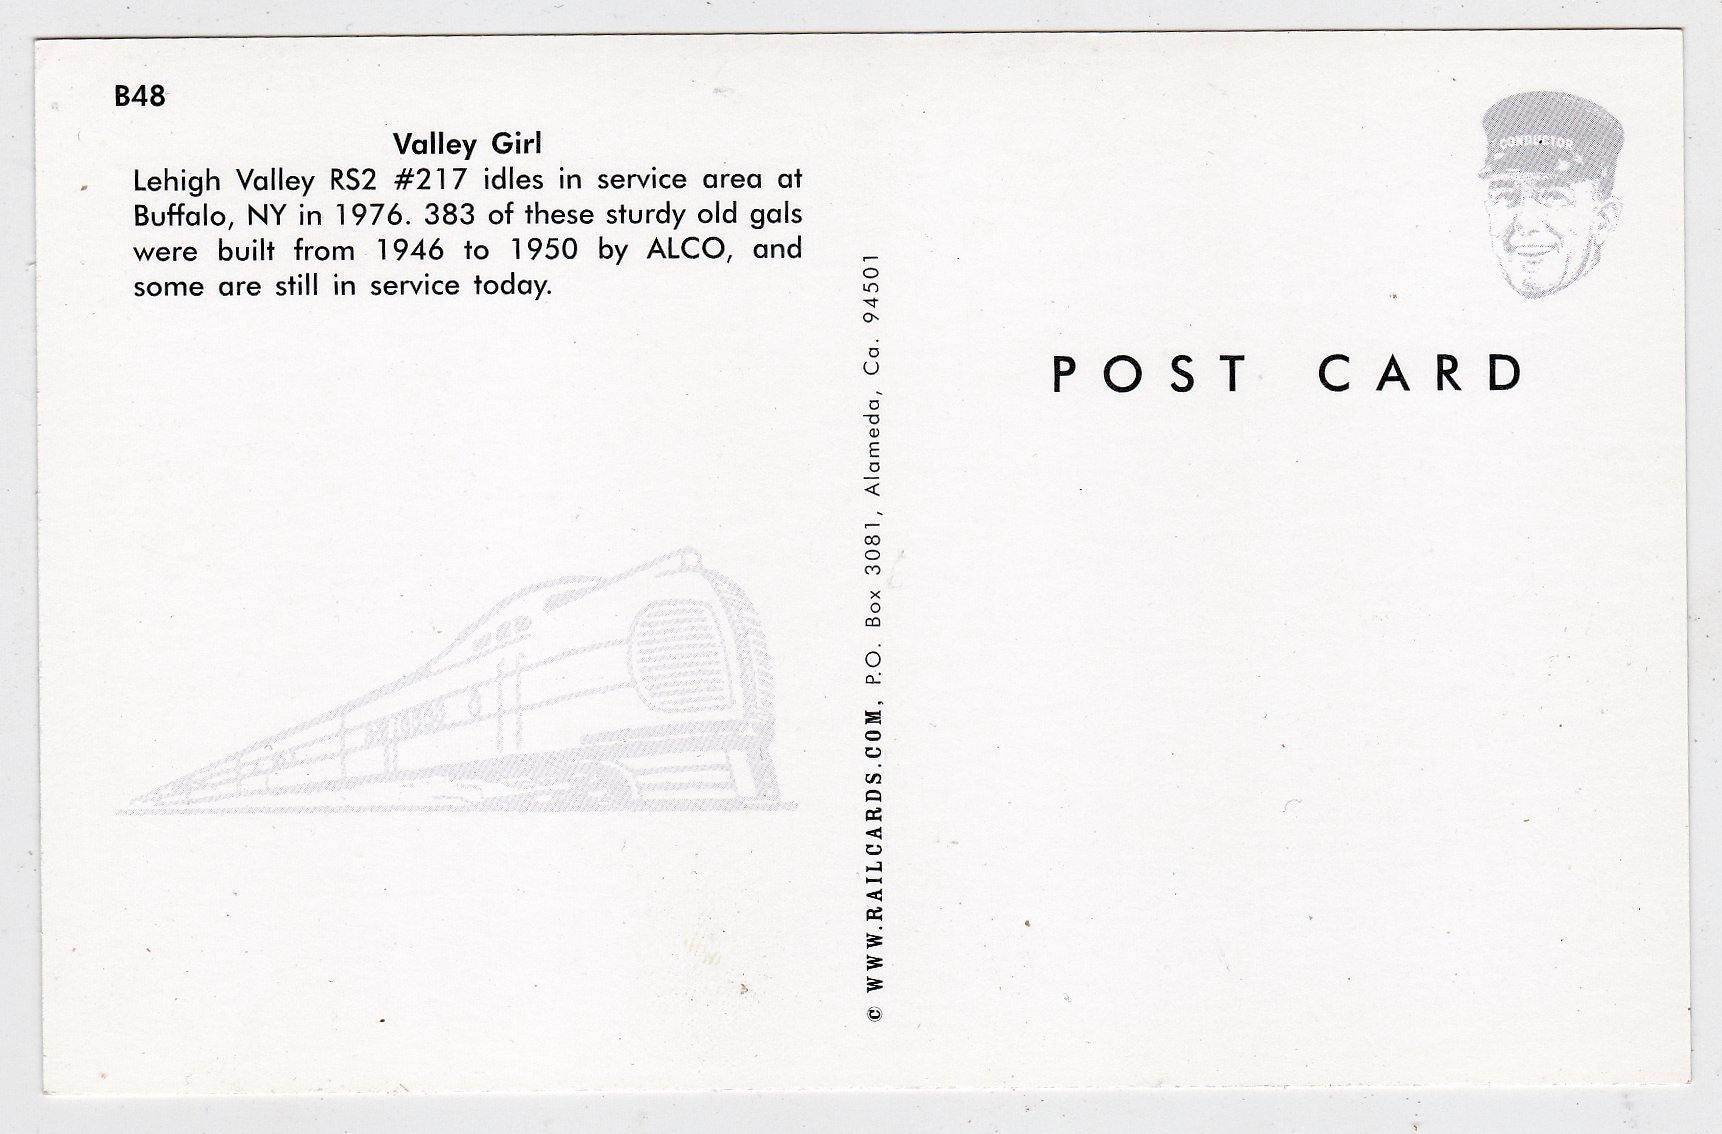 B48
Valley Girl
Lehigh Valley RS2 #217 idles in service area at
Buffalo, NY in 1976. 383 of these sturdy old gals
were built from 1946 to 1950 by ALCO, and
some are still in service today.
© WWW.RAILCARDS.COM, P.O. Box 3081, Alameda, Ca. 94501
CONDUCTOR
POST CARD